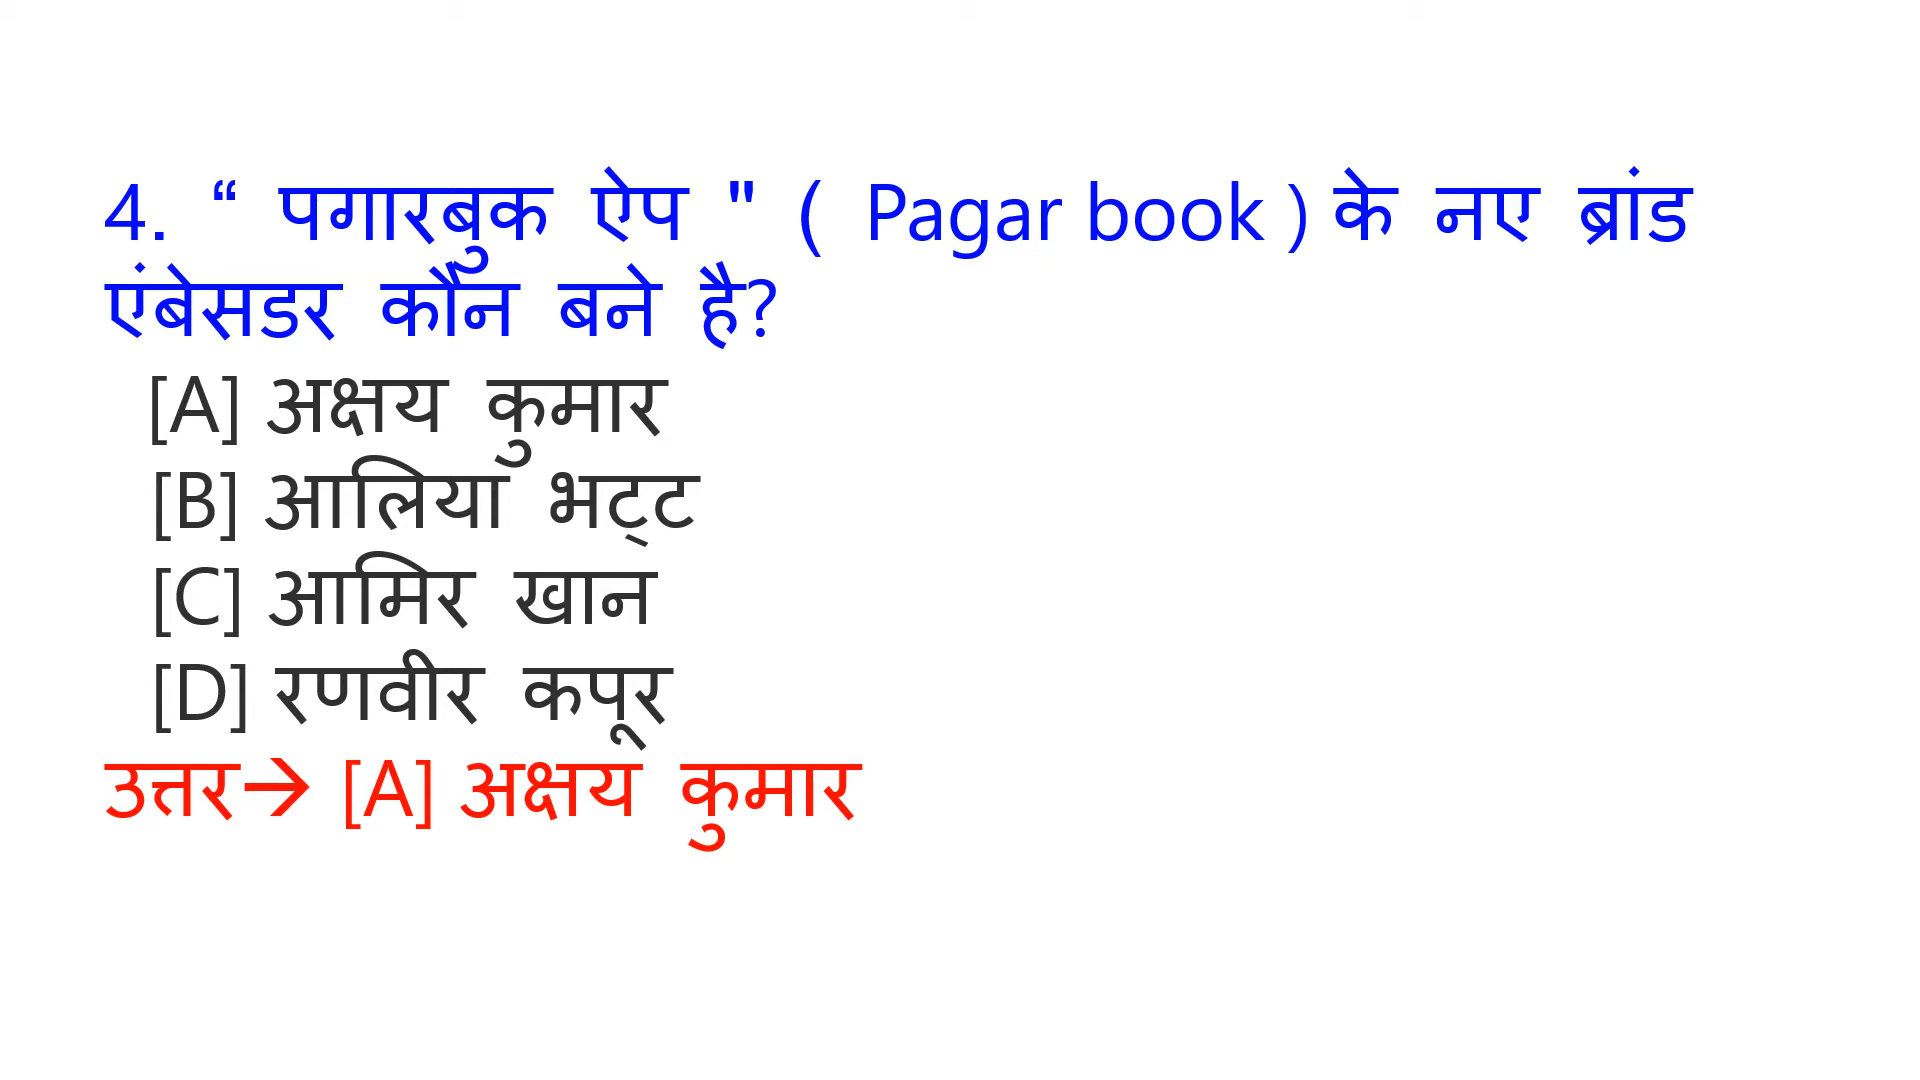 4. “ पगारबुक ऐप " ( Pagar book ) के नए ब्रांड
एंबेसडर कौन बने है?
[A] अक्षय कुमार
[B] आलिया भट्ट
[C] आमिर खान
[D] रणवीर कपूर
उत्तर→ [A] अक्षय कुमार